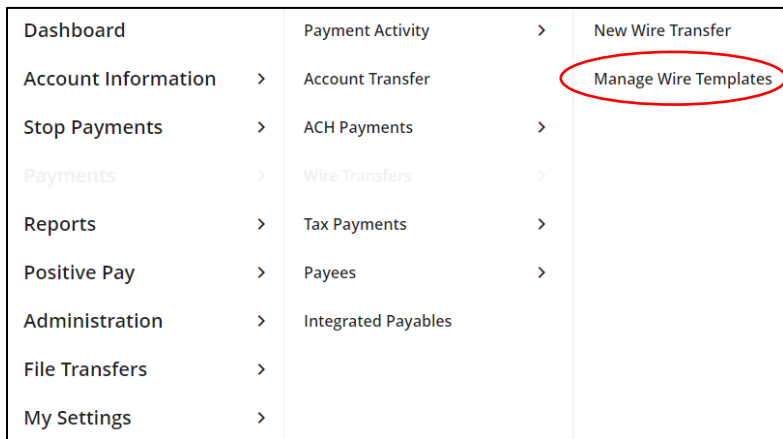 Dashboard
Account Information
Stop Payments
Payments
Reports
Positive Pay
Administration
File Transfers
My Settings
Payment Activity
Account Transfer
ACH Payments
Wire Transfers
Tax Payments
Payees
Integrated Payables
New Wire Transfer
Manage Wire Templates